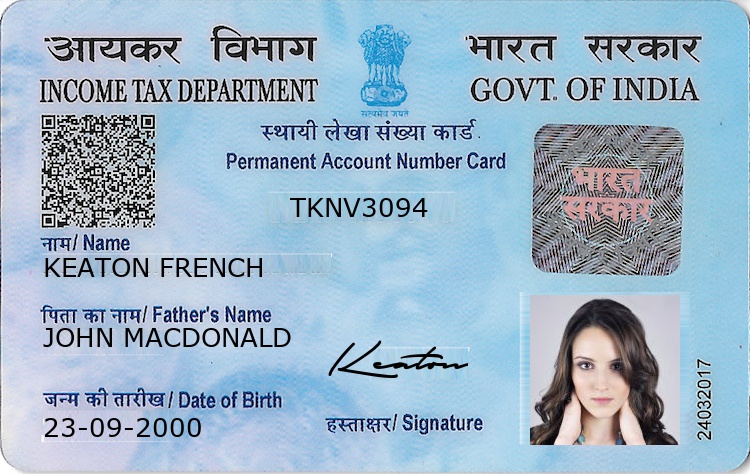 आयकर विभाग
INCOME TAX DEPARTMENT
सत्यमेव जयते
भारत सरकार
GOVT. OF INDIA
स्थायी लेखा संख्या कार्ड
Permanent Account Number Card
TKNV3094
भारत
सरकार
नाम/ Name
KEATON FRENCH
पिता का नाम/ Father's Name
JOHN MACDONALD
Keaton
जन्म की तारीख/ Date of Birth
23-09-2000
हस्ताक्षर/ Signature
24032017